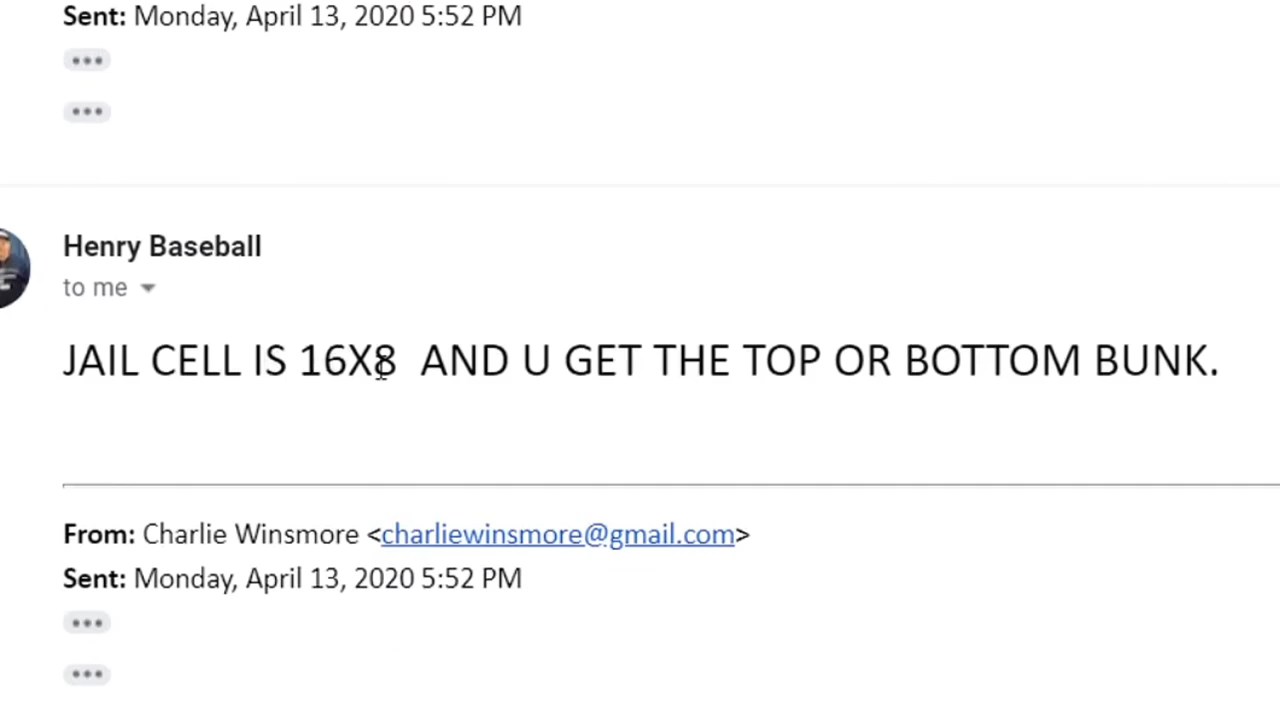 Sent: Monday, April 13, 2020 5:52 PM
Henry Baseball
to me
JAIL CELL IS 16X8  AND U GET THE TOP OR BOTTOM BUNK.
From: Charlie Winsmore <charliewinsmore@gmail.com>
Sent: Monday, April 13, 2020 5:52 PM